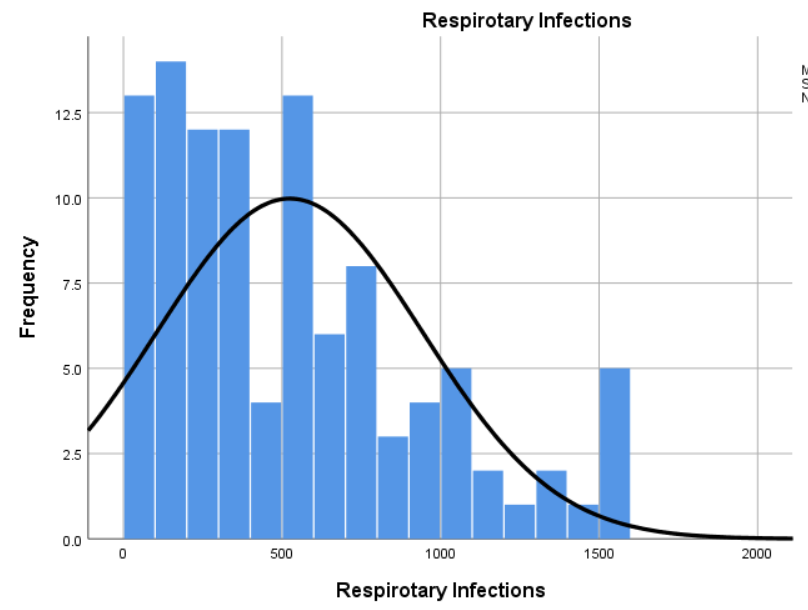 Respirotary Infections
M
S
N
12.5
10.0
7.5
5.0
2.5
0.0
Frequency
0 500 1000 1500 2000
Respirotary Infections